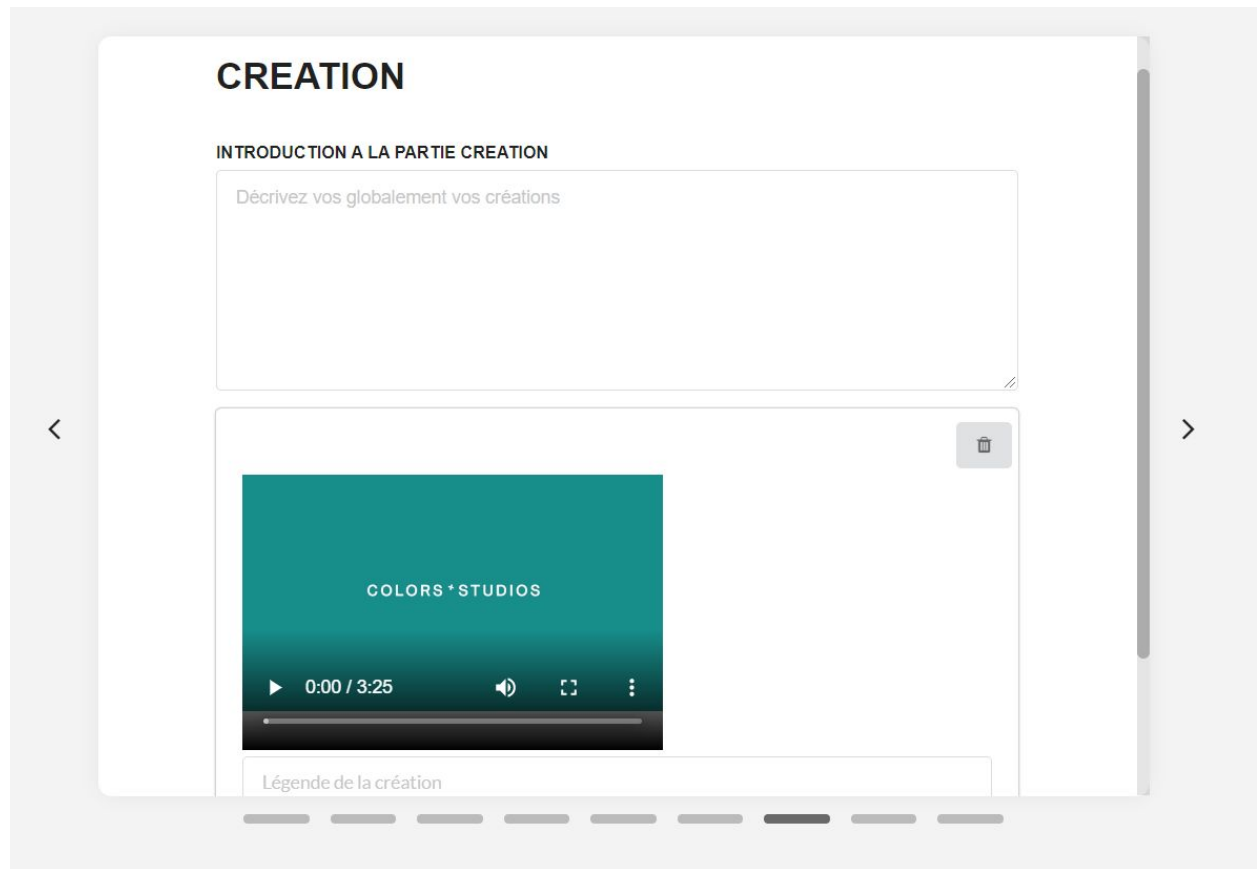 CREATION
INTRODUCTION A LA PARTIE CREATION
Décrivez vos globalement vos créations
COLORS*STUDIOS
0:00 / 3:25
Légende de la création